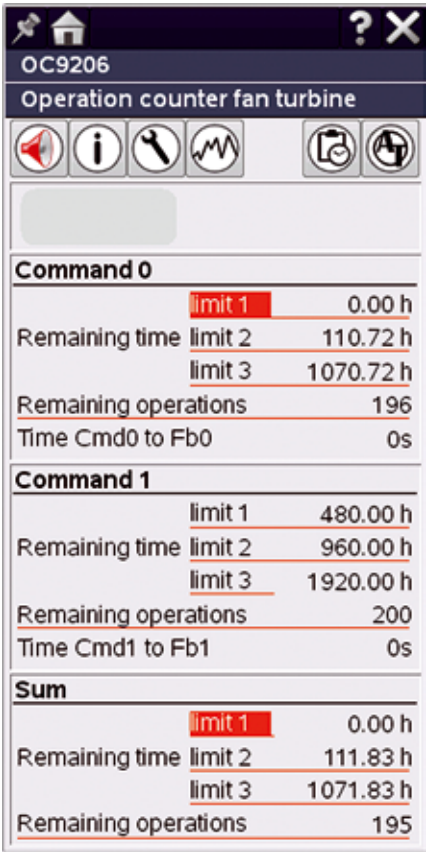 ?
OC9206
Operation counter fan turbine
i
AT
Command 0
limit 1 0.00 h
Remaining time limit 2 110.72 h
limit 3 1070.72 h
Remaining operations 196
Time Cmd0 to Fb0 0s
Command 1
limit 1 480.00 h
Remaining time limit 2 960.00 h
limit 3 1920.00 h
Remaining operations 200
Time Cmd1 to Fb1 0s
Sum
limit 1 0.00 h
Remaining time limit 2 111.83 h
limit 3 1071.83 h
Remaining operations 195